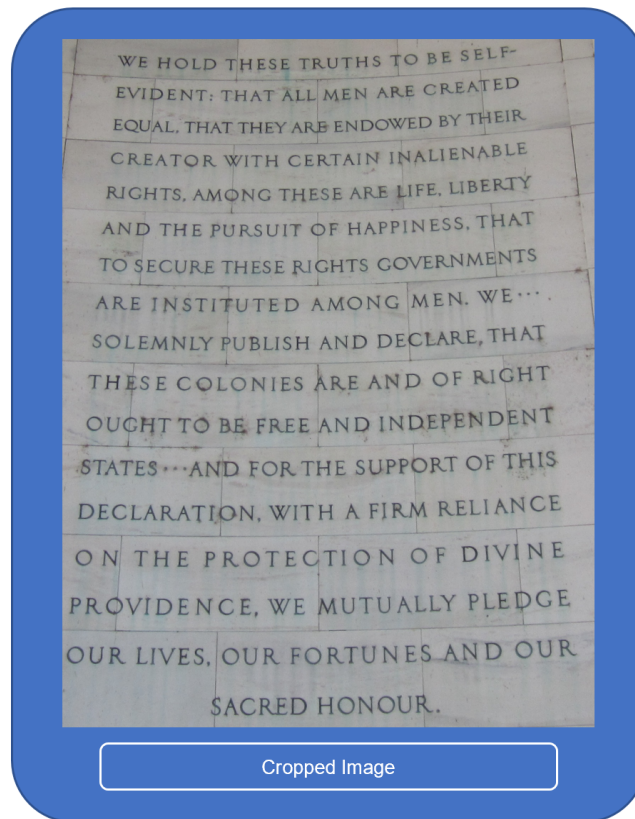 WE HOLD THESE TRUTHS TO BE SELF-
EVIDENT: THAT ALL MEN ARE CREATED
EQUAL, THAT THEY ARE ENDOWED BY THEIR
CREATOR WITH CERTAIN INALIENABLE
RIGHTS, AMONG THESE ARE LIFE, LIBERTY
AND THE PURSUIT OF HAPPINESS, THAT
TO SECURE THESE RIGHTS GOVERNMENTS
ARE INSTITUTED AMONG MEN. WE···
SOLEMNLY PUBLISH AND DECLARE, THAT
THESE COLONIES ARE AND OF RIGHT
OUGHT TO BE FREE AND INDEPENDENT
STATES···AND FOR THE SUPPORT OF THIS
DECLARATION, WITH A FIRM RELIANCE
ON THE PROTECTION OF DIVINE
PROVIDENCE, WE MUTUALLY PLEDGE
OUR LIVES, OUR FORTUNES AND OUR
SACRED HONOUR.
Cropped Image